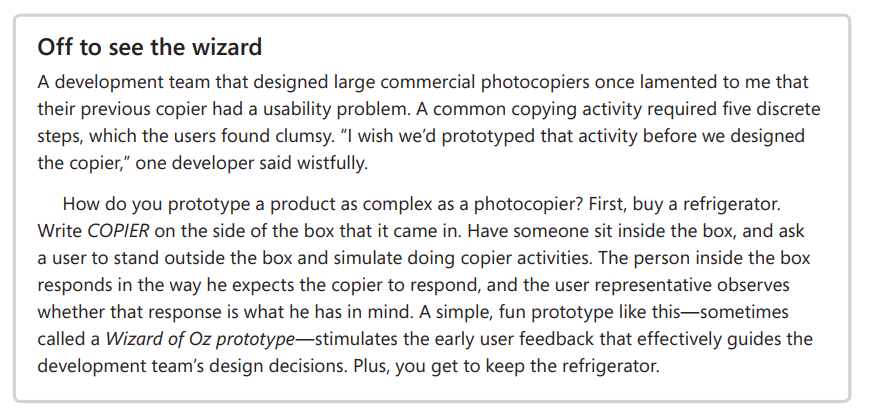 Off to see the wizard
A development team that designed large commercial photocopiers once lamented to me that
their previous copier had a usability problem. A common copying activity required five discrete
steps, which the users found clumsy. “I wish we’d prototyped that activity before we designed
the copier,” one developer said wistfully.
How do you prototype a product as complex as a photocopier? First, buy a refrigerator.
Write COPIER on the side of the box that it came in. Have someone sit inside the box, and ask
a user to stand outside the box and simulate doing copier activities. The person inside the box
responds in the way he expects the copier to respond, and the user representative observes
whether that response is what he has in mind. A simple, fun prototype like this—sometimes
called a Wizard of Oz prototype—stimulates the early user feedback that effectively guides the
development team’s design decisions. Plus, you get to keep the refrigerator.